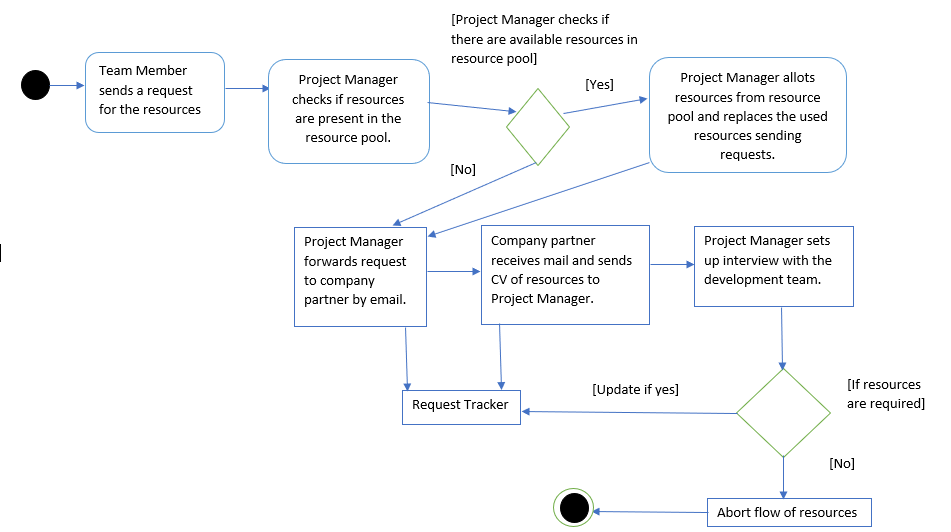 [Project Manager checks if
there are available resources in
resource pool]
Team Member
sends a request
for the resources
Project Manager
checks if resources
are present in the
resource pool.
[Yes]
Project Manager allots
resources from resource
pool and replaces the used
resources sending
requests.
[No]
Project Manager
forwards request
to company
partner by email.
Company partner
receives mail and sends
CV of resources to
Project Manager.
Project Manager sets
up interview with the
development team.
Request Tracker
[Update if yes]
[If resources
are required]
[No]
Abort flow of resources